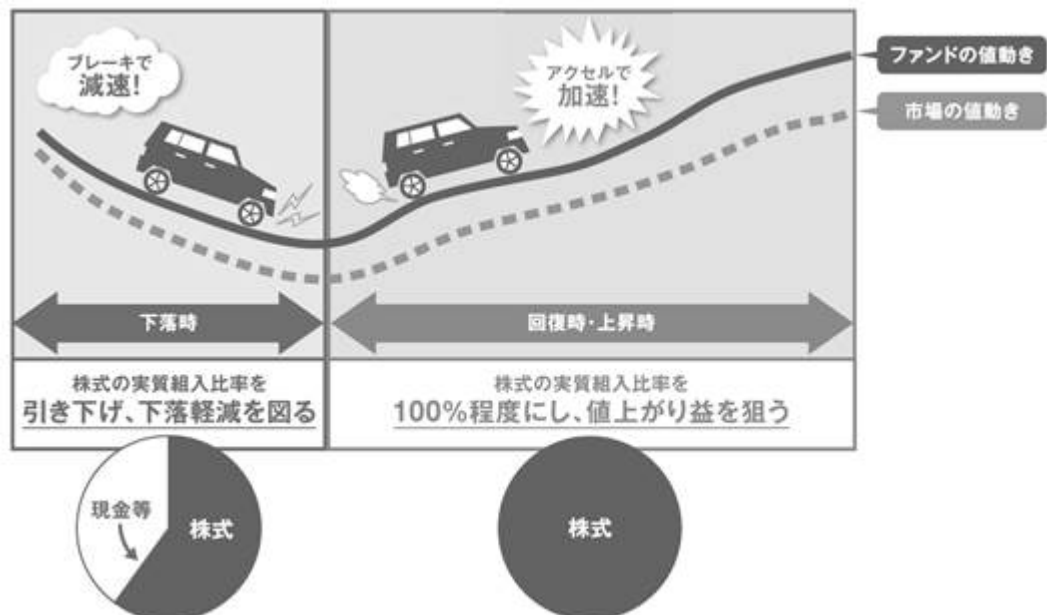 ブレーキで
減速!
アクセルで
加速!
ファンドの値動き
市場の値動き
下落時
回復時・上昇時
株式の実質組入比率を
引き下げ、下落軽減を図る
株式の実質組入比率を
100%程度にし、値上がり益を狙う
現金等
株式
株式